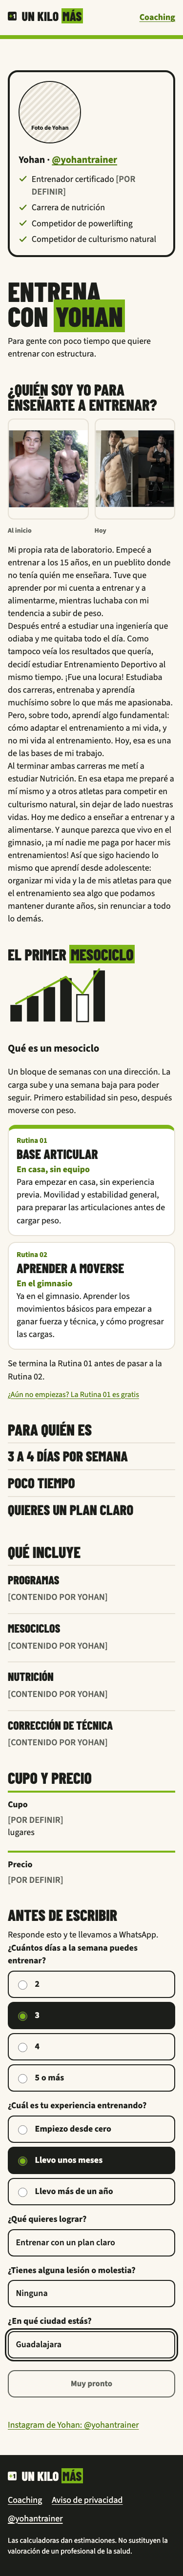 UN KILO MÁS
Coaching
Foto de Yohan
Yohan · @yohantrainer
Entrenador certificado [POR
DEFINIR]
Carrera de nutrición
Competidor de powerlifting
Competidor de culturismo natural
ENTRENA
CON YOHAN
Para gente con poco tiempo que quiere
entrenar con estructura.
¿QUIÉN SOY YO PARA
ENSEÑARTE A ENTRENAR?
Al inicio
Hoy
Mi propia rata de laboratorio. Empecé a
entrenar a los 15 años, en un pueblito donde
no tenía quién me enseñara. Tuve que
aprender por mi cuenta a entrenar y a
alimentarme, mientras luchaba con mi
tendencia a subir de peso.
Después entré a estudiar una ingeniería que
odiaba y me quitaba todo el día. Como
tampoco veía los resultados que quería,
decidí estudiar Entrenamiento Deportivo al
mismo tiempo. ¡Fue una locura! Estudiaba
dos carreras, entrenaba y aprendía
muchísimo sobre lo que más me apasionaba.
Pero, sobre todo, aprendí algo fundamental:
cómo adaptar el entrenamiento a mi vida, y
no mi vida al entrenamiento. Hoy, esa es una
de las bases de mi trabajo.
Al terminar ambas carreras me metí a
estudiar Nutrición. En esa etapa me preparé a
mí mismo y a otros atletas para competir en
culturismo natural, sin dejar de lado nuestras
vidas. Hoy me dedico a enseñar a entrenar y a
alimentarse. Y aunque parezca que vivo en el
gimnasio, ¡a mí nadie me paga por hacer mis
entrenamientos! Así que sigo haciendo lo
mismo que aprendí desde adolescente:
organizar mi vida y la de mis atletas para que
el entrenamiento sea algo que podamos
mantener durante años, sin renunciar a todo
lo demás.
EL PRIMER MESOCICLO
Qué es un mesociclo
Un bloque de semanas con una dirección. La
carga sube y una semana baja para poder
seguir. Primero estabilidad sin peso, después
moverse con peso.
Rutina 01
BASE ARTICULAR
En casa, sin equipo
Para empezar en casa, sin experiencia
previa. Movilidad y estabilidad general,
para preparar las articulaciones antes de
cargar peso.
Rutina 02
APRENDER A MOVERSE
En el gimnasio
Ya en el gimnasio. Aprender los
movimientos básicos para empezar a
ganar fuerza y técnica, y cómo progresar
las cargas.
Se termina la Rutina 01 antes de pasar a la
Rutina 02.
¿Aún no empiezas? La Rutina 01 es gratis
PARA QUIÉN ES
3 A 4 DÍAS POR SEMANA
POCO TIEMPO
QUIERES UN PLAN CLARO
QUÉ INCLUYE
PROGRAMAS
[CONTENIDO POR YOHAN]
MESOCICLOS
[CONTENIDO POR YOHAN]
NUTRICIÓN
[CONTENIDO POR YOHAN]
CORRECCIÓN DE TÉCNICA
[CONTENIDO POR YOHAN]
CUPO Y PRECIO
Cupo
[POR DEFINIR]
lugares
Precio
[POR DEFINIR]
ANTES DE ESCRIBIR
Responde esto y te llevamos a WhatsApp.
¿Cuántos días a la semana puedes
entrenar?
2
3
4
5 o más
¿Cuál es tu experiencia entrenando?
Empiezo desde cero
Llevo unos meses
Llevo más de un año
¿Qué quieres lograr?
Entrenar con un plan claro
¿Tienes alguna lesión o molestia?
Ninguna
¿En qué ciudad estás?
Guadalajara
Muy pronto
Instagram de Yohan: @yohantrainer
UN KILO MÁS
Coaching Aviso de privacidad
@yohantrainer
Las calculadoras dan estimaciones. No sustituyen la
valoración de un profesional de la salud.